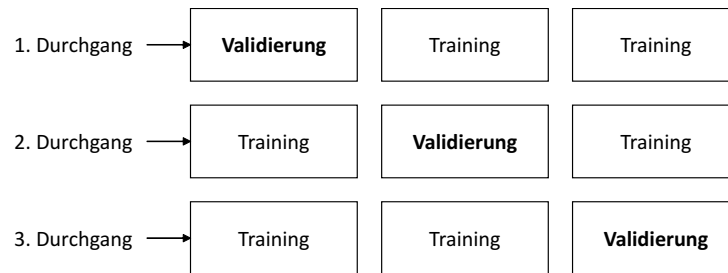 1. Durchgang Validierung Training Training
2. Durchgang Training Validierung Training
3. Durchgang Training Training Validierung